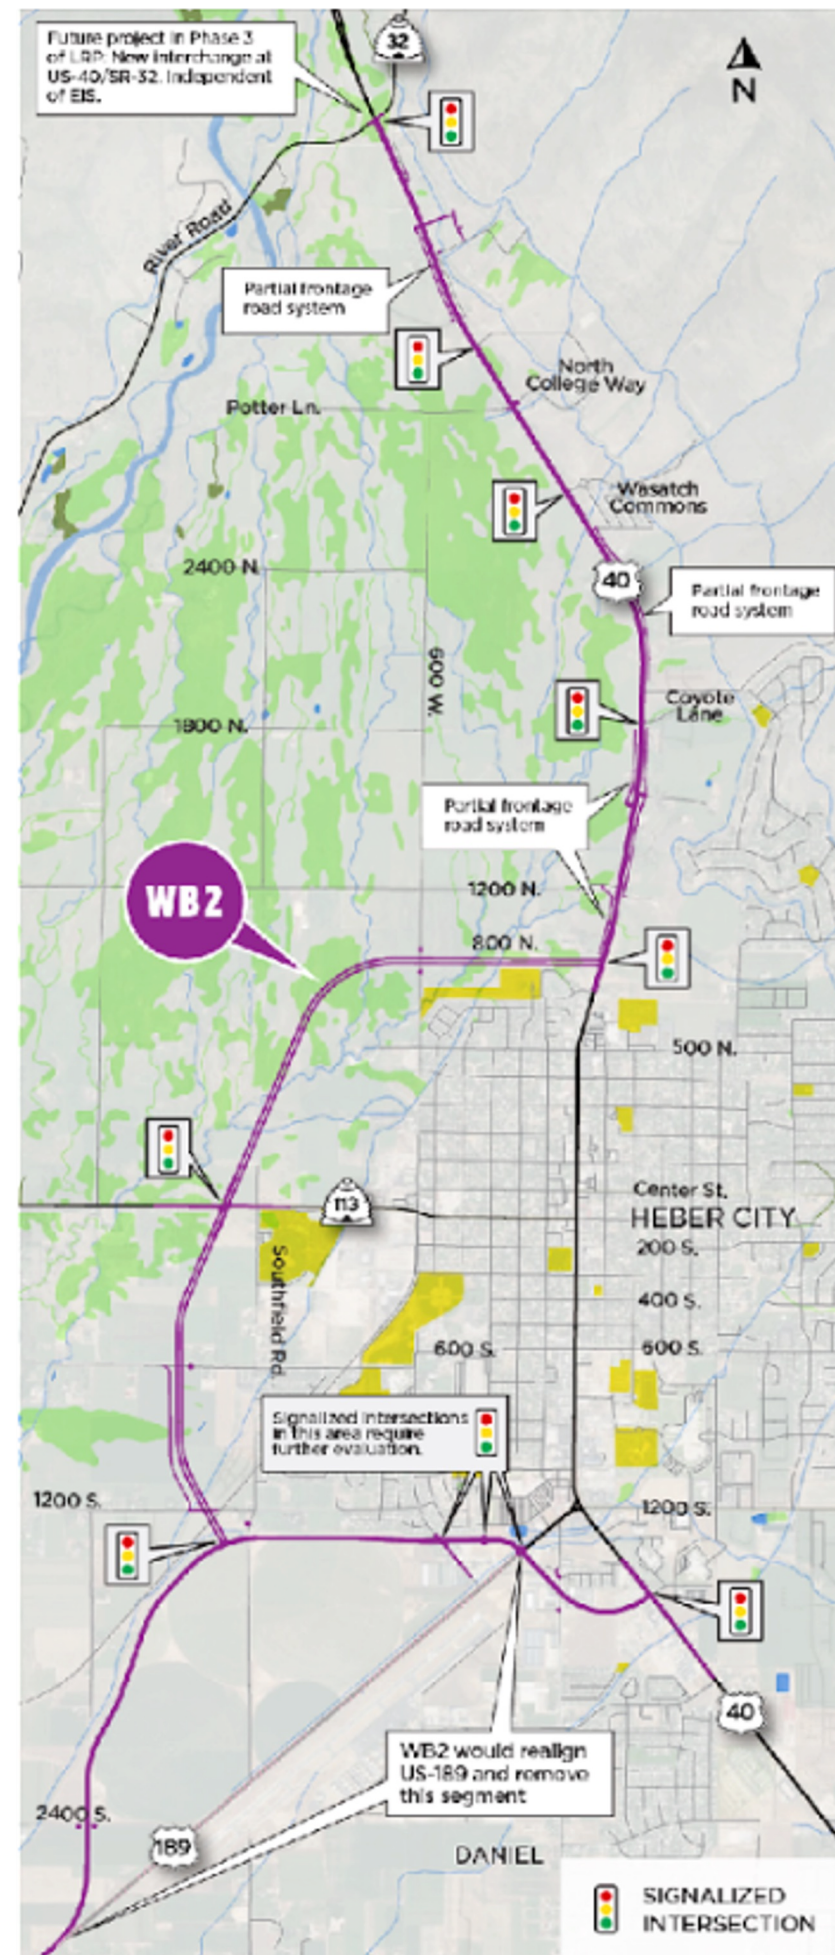 Future project in Phase 3
of LRP: New interchange at
US-40/SR-32. Independent
of EIS.
32
N
River Road
Partial frontage
road system
North
College Way
Potter Ln.
Wasatch
Commons
2400 N.
40
Partial frontage
road system
600 W.
Coyote
Lane
1800 N.
Partial frontage
road system
1200 N.
WB2
800 N.
500 N.
113
Center St.
HEBER CITY
200 S.
Southfield Rd.
400 S.
600 S.
600 S.
Signalized intersections
in this area require
further evaluation.
1200 S.
1200 S.
40
WB2 would realign
US-189 and remove
this segment
2400 S.
189
DANIEL
SIGNALIZED
INTERSECTION